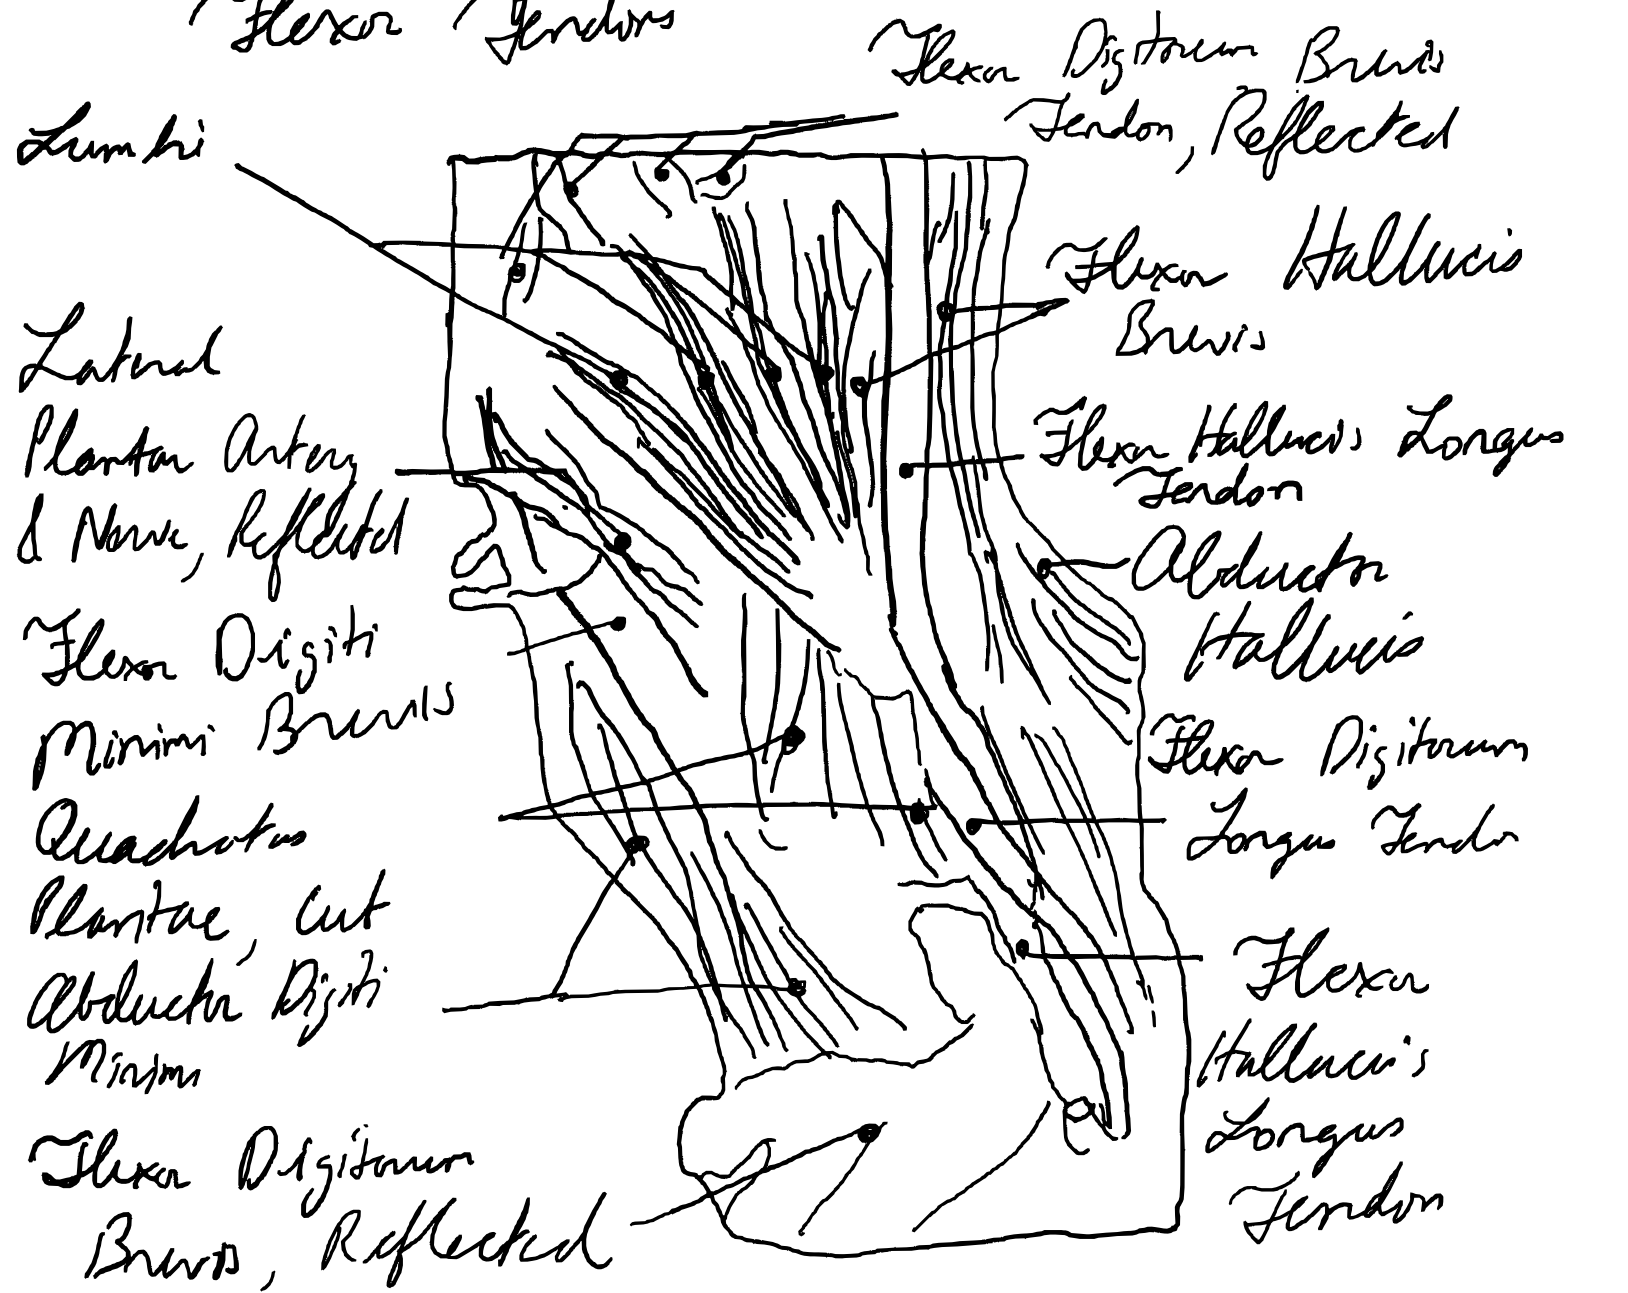 Flexor Tendons
Flexor Digitorum Brevis
Tendon, Reflected
Lumbri
Flexor Hallucis
Brevis
Lateral
Plantar Artery
& Nerve, Reflected
Flexor Hallucis Longus
Tendon
Abductor
Hallucis
Flexor Digiti
Minimi Brevis
Flexor Digitorum
Longus Tendon
Quadratus
Plantae, Cut
Abductor Digiti
Minimi
Flexor
Hallucis
Longus
Tendon
Flexor Digitorum
Brevis, Reflected